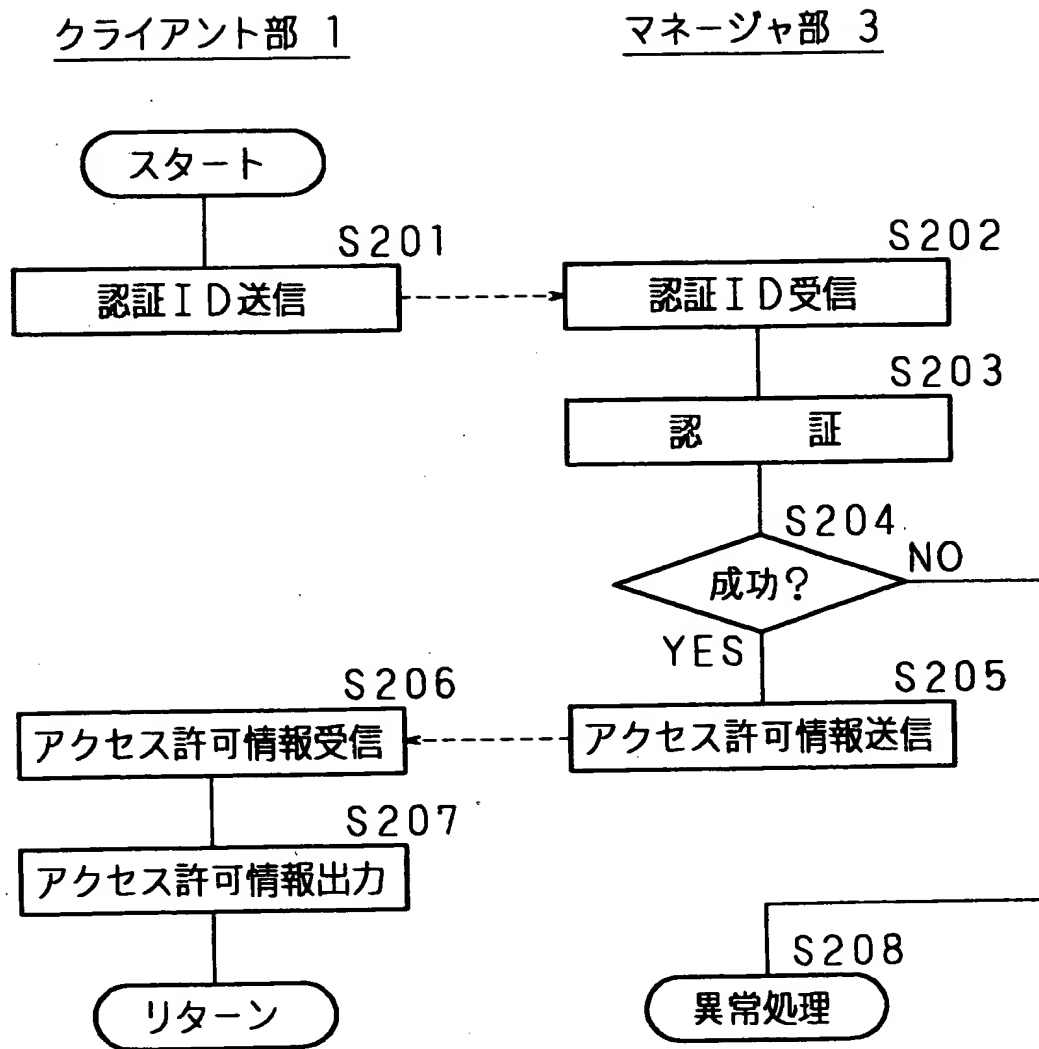 クライアント部 1
マネージャ部 3
スタート
S201
認証ID送信
S202
認証ID受信
S203
認 証
S204
成功?
NO
YES
S205
アクセス許可情報送信
S206
アクセス許可情報受信
S207
アクセス許可情報出力
リターン
S208
異常処理